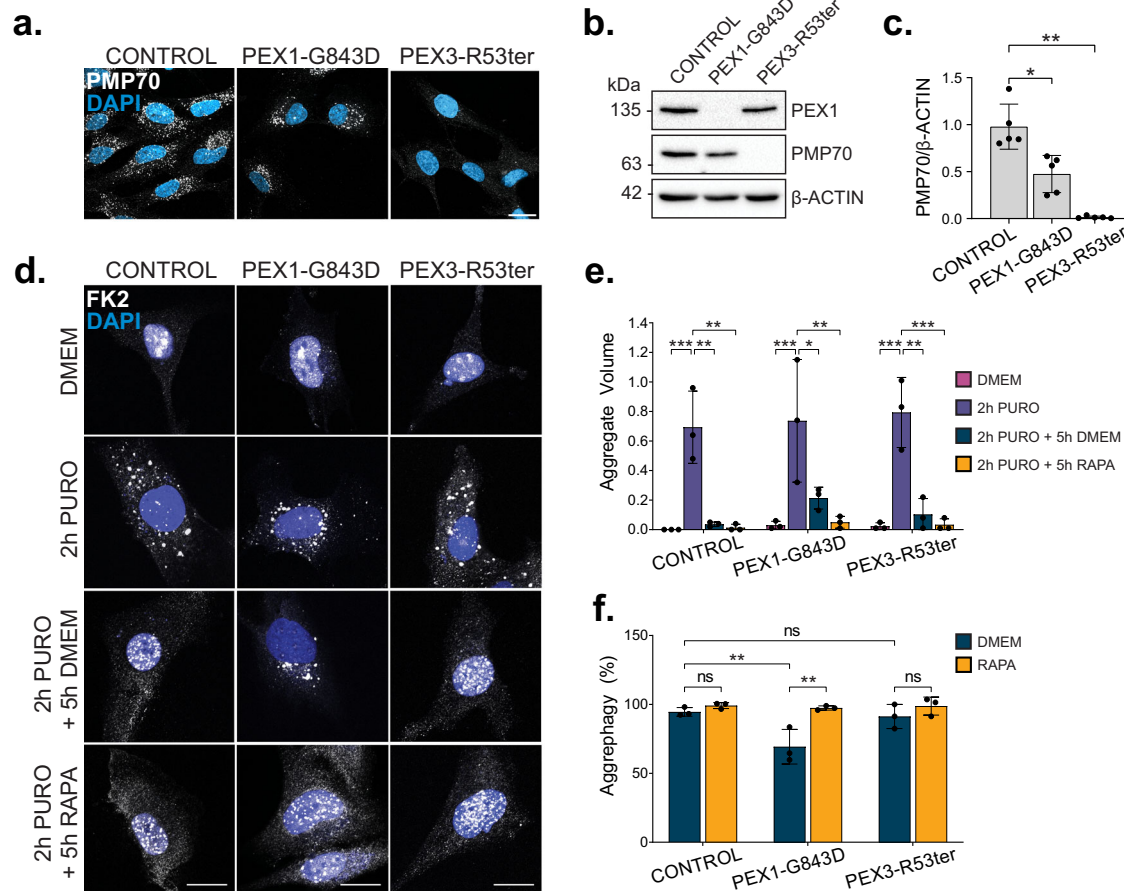 a.
CONTROL PEX1-G843D PEX3-R53ter
PMP70
DAPI
b.
CONTROL PEX1-G843D PEX3-R53ter
kDa
135 PEX1
63 PMP70
42 β-ACTIN
c.
** 
*
PMP70/β-ACTIN
1.5
1.0
0.5
0.0
CONTROL PEX1-G843D PEX3-R53ter
d.
CONTROL PEX1-G843D PEX3-R53ter
FK2
DAPI
DMEM
2h PURO
2h PURO
+ 5h DMEM
2h PURO
+ 5h RAPA
e.
Aggregate Volume
1.4
1.2
1.0
0.8
0.6
0.4
0.2
0.0
** ** ***
*** ** *** * *** **
CONTROL PEX1-G843D PEX3-R53ter
DMEM
2h PURO
2h PURO + 5h DMEM
2h PURO + 5h RAPA
f.
Aggrephagy (%)
150
100
50
0
ns
**
ns ** ns
CONTROL PEX1-G843D PEX3-R53ter
DMEM
RAPA